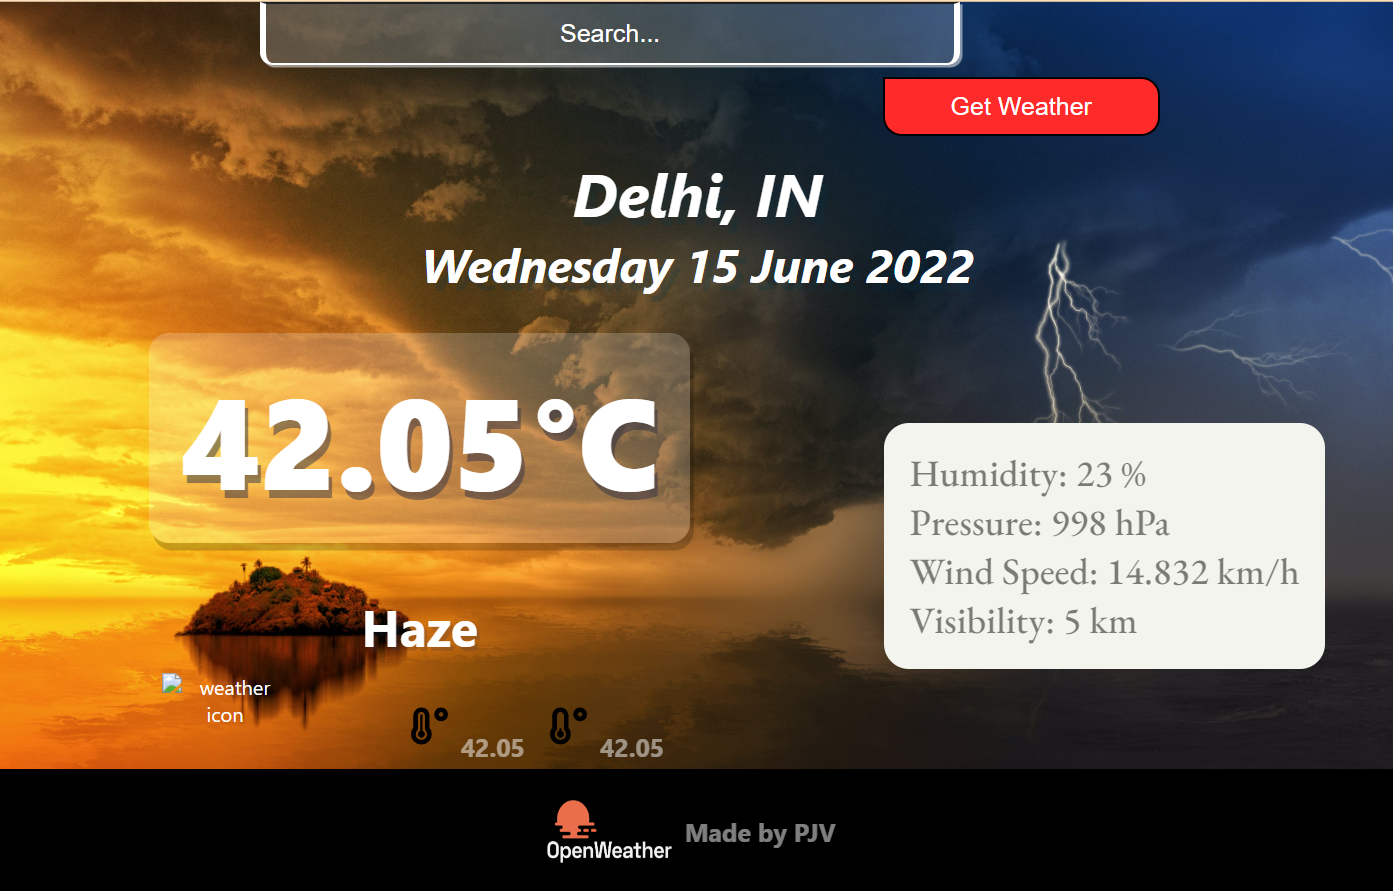 Search...
Get Weather
Delhi, IN
Wednesday 15 June 2022
42.05°C
Humidity: 23 %
Pressure: 998 hPa
Wind Speed: 14.832 km/h
Visibility: 5 km
Haze
weather
icon
42.05 42.05
OpenWeather Made by PJV